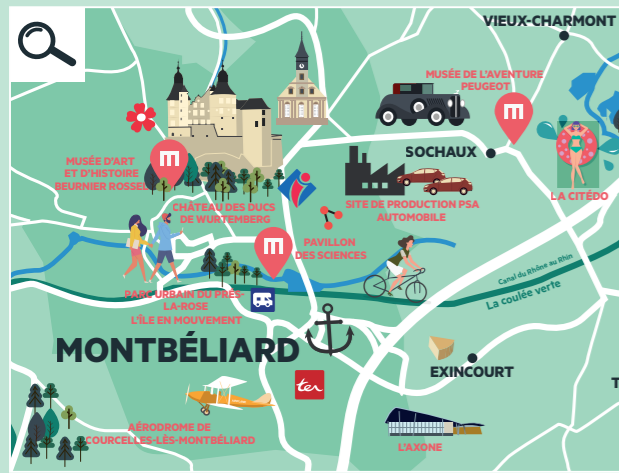 VIEUX-CHARMONT
MUSÉE DE L'AVENTURE
PEUGEOT
m
SOCHAUX
MUSÉE D'ART
ET D'HISTOIRE
BEURNIER ROSSEL
m
CHÂTEAU DES DUCS
DE WURTEMBERG
SITE DE PRODUCTION PSA
AUTOMOBILE
LA CITÉDO
m
PAVILLON
DES SCIENCES
Canal du Rhône au Rhin
La coulée verte
PARC URBAIN DU PRÈS-
LA-ROSE
L'ÎLE EN MOUVEMENT
MONTBÉLIARD
EXINCOURT
T
ter
AÉRODROME DE
COURCELLES-LÈS-MONTBÉLIARD
L'AXONE